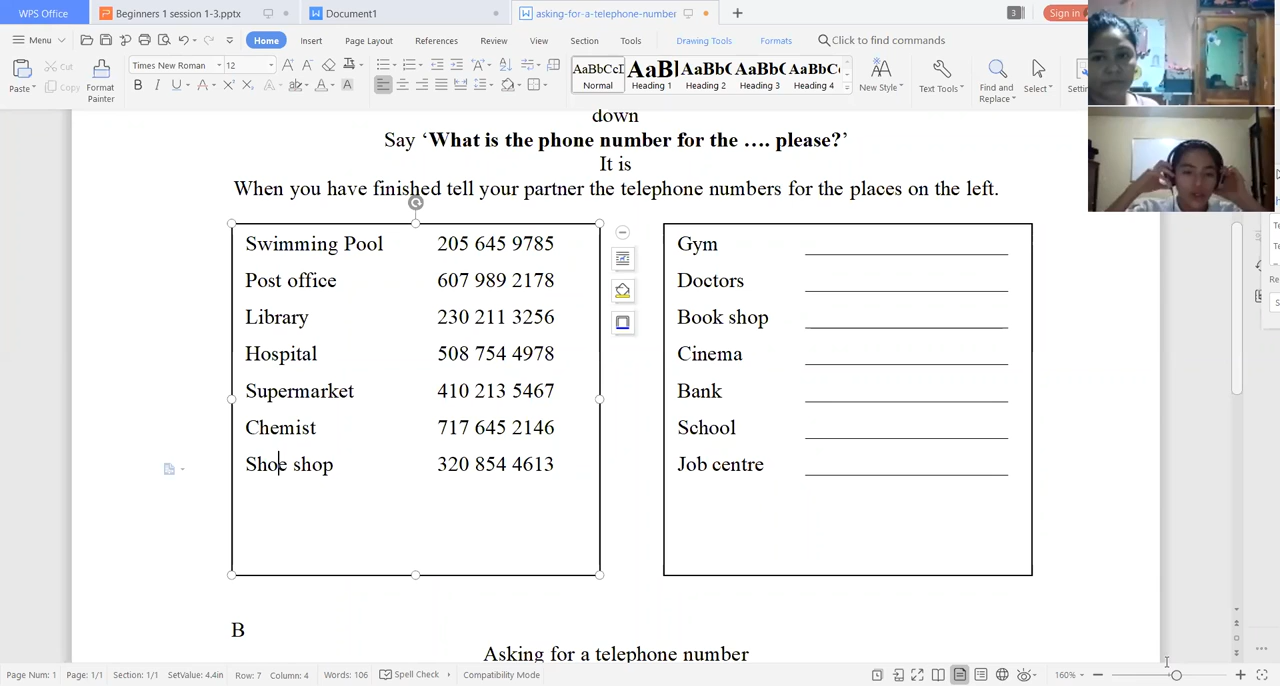 WPS Office
Beginners 1 session 1-3.pptx
Document1
asking-for-a-telephone-number
3
Sign in
Menu
Home
Insert
Page Layout
References
Review
View
Section
Tools
Drawing Tools
Formats
Click to find commands
Paste
Cut
Copy
Format Painter
Times New Roman
12
B I U
AaBbCcD
Normal
AaBl
Heading 1
AaBb(
Heading 2
AaBbC
Heading 3
AaBbC
Heading 4
New Style
Text Tools
Find and Replace
Select
down
Say ‘What is the phone number for the …. please?’
It is
When you have finished tell your partner the telephone numbers for the places on the left.
Swimming Pool 205 645 9785
Post office 607 989 2178
Library 230 211 3256
Hospital 508 754 4978
Supermarket 410 213 5467
Chemist 717 645 2146
Shoe shop 320 854 4613
Gym
Doctors
Book shop
Cinema
Bank
School
Job centre
B
Asking for a telephone number
Page Num: 1
Page: 1/1
Section: 1/1
SetValue: 4.4in
Row: 7
Column: 4
Words: 106
Spell Check
Compatibility Mode
160%